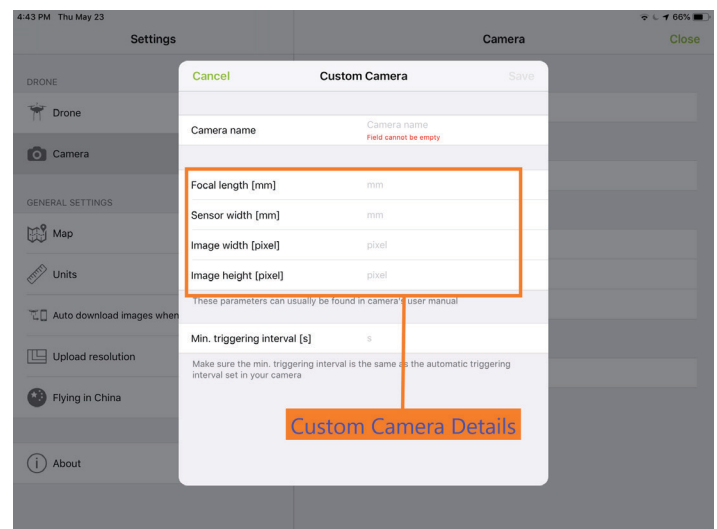 4:43 PM Thu May 23
66%
Settings
Camera
Close
DRONE
Drone
Camera
GENERAL SETTINGS
Map
Units
Auto download images when
Upload resolution
Flying in China
About
Cancel
Custom Camera
Save
Camera name
Camera name
Field cannot be empty
Focal length [mm]
mm
Sensor width [mm]
mm
Image width [pixel]
pixel
Image height [pixel]
pixel
These parameters can usually be found in camera's user manual
Min. triggering interval [s]
s
Make sure the min. triggering interval is the same as the automatic triggering
interval set in your camera
Custom Camera Details